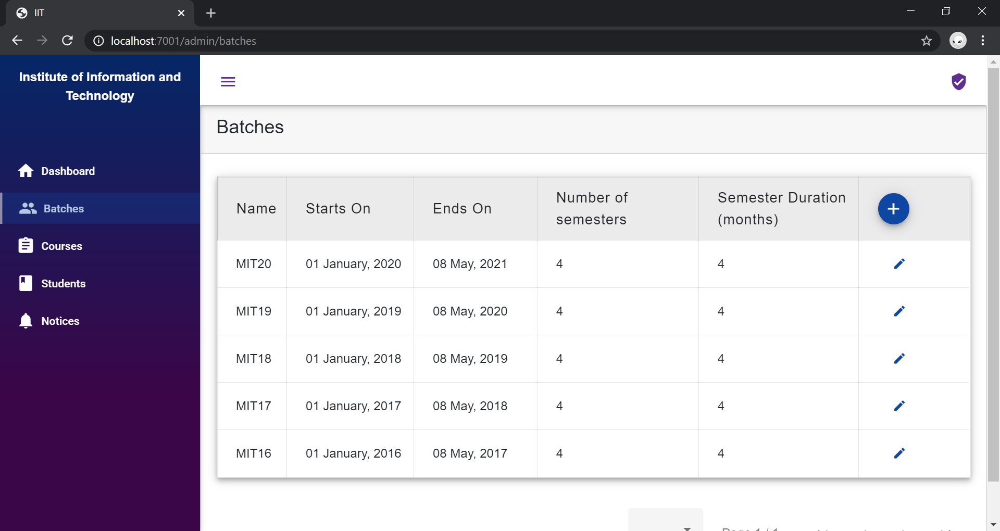 IIT
localhost:7001/admin/batches
Institute of Information and
Technology
Dashboard
Batches
Courses
Students
Notices
Batches
Name Starts On Ends On Number of semesters Semester Duration (months)
MIT20 01 January, 2020 08 May, 2021 4 4
MIT19 01 January, 2019 08 May, 2020 4 4
MIT18 01 January, 2018 08 May, 2019 4 4
MIT17 01 January, 2017 08 May, 2018 4 4
MIT16 01 January, 2016 08 May, 2017 4 4
Page 1 / 1